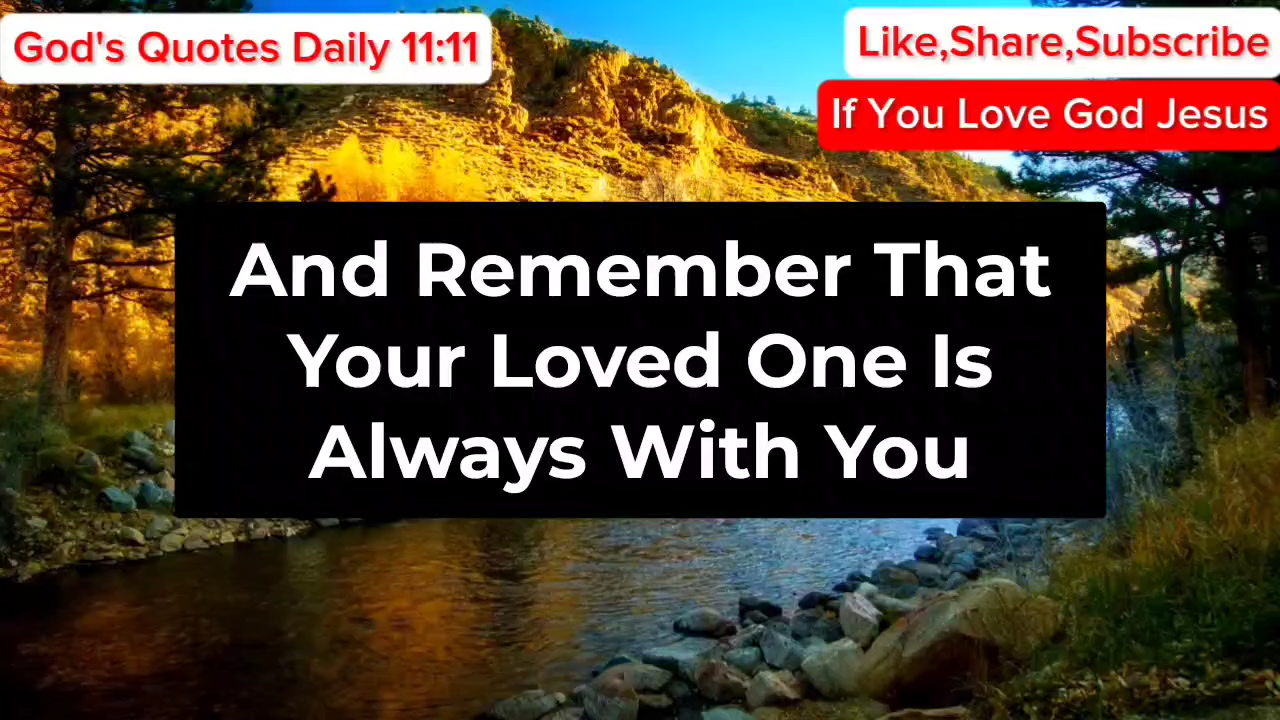 God's Quotes Daily 11:11
Like,Share,Subscribe
If You Love God Jesus
And Remember That
Your Loved One Is
Always With You